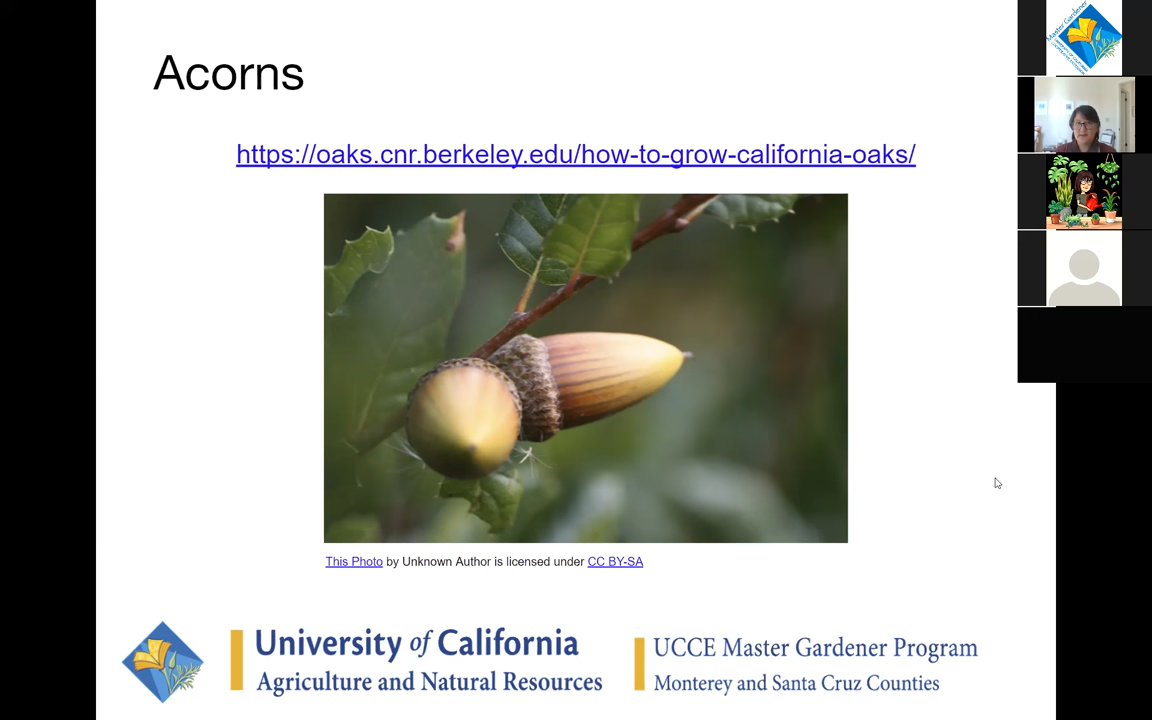 Acorns
https://oaks.cnr.berkeley.edu/how-to-grow-california-oaks/
This Photo by Unknown Author is licensed under CC BY-SA
University of California
Agriculture and Natural Resources
UCCE Master Gardener Program
Monterey and Santa Cruz Counties
Master Gardener